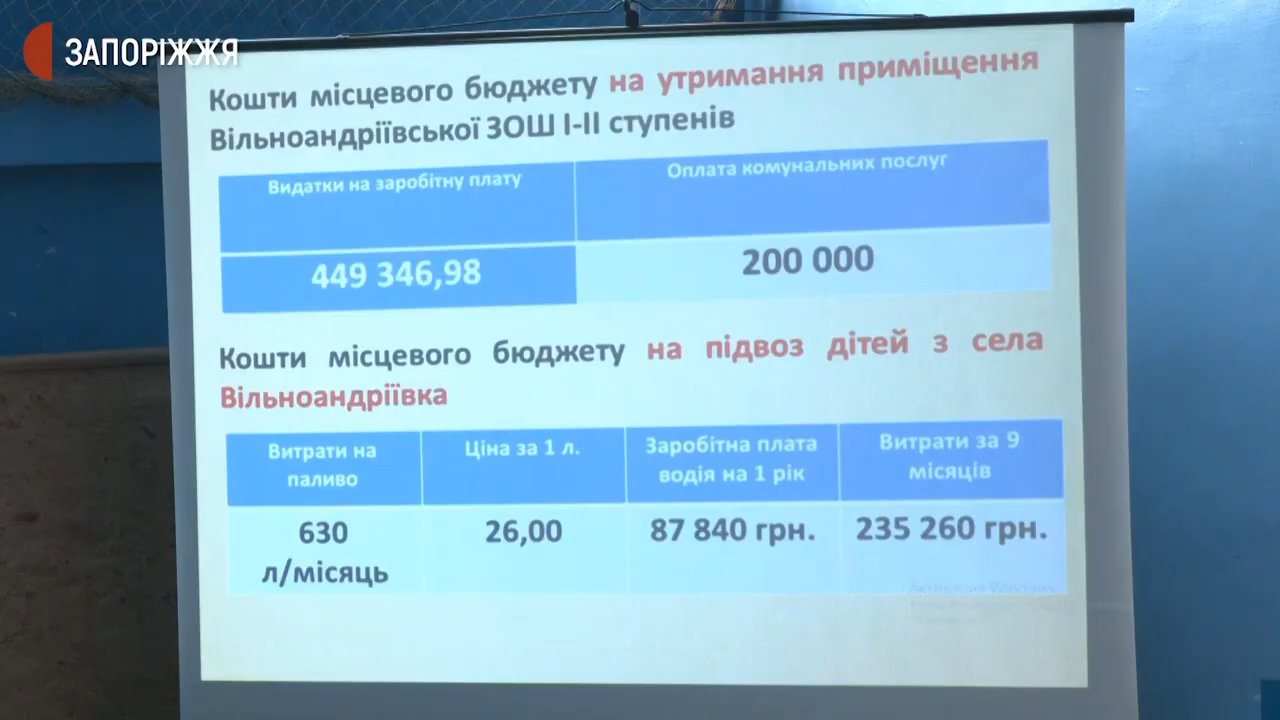 ЗАПОРІЖЖЯ
Кошти місцевого бюджету на утримання приміщення
Вільноандріївської ЗОШ І-ІІ ступенів
Видатки на заробітну плату
Оплата комунальних послуг
449 346,98
200 000
Кошти місцевого бюджету на підвоз дітей з села
Вільноандріївка
Витрати на
паливо
Ціна за 1 л.
Заробітна плата
водія на 1 рік
Витрати за 9
місяців
630
л/місяць
26,00
87 840 грн.
235 260 грн.
Активация Windows